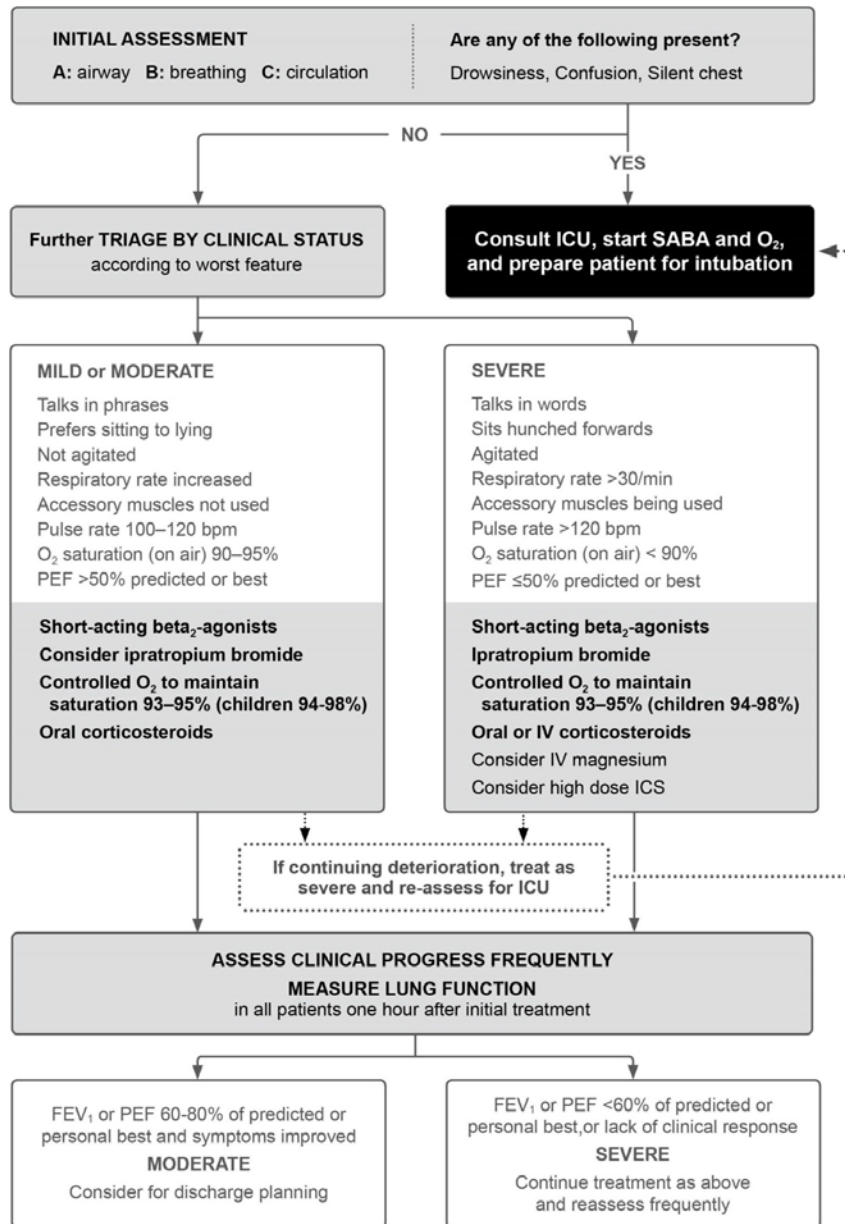 INITIAL ASSESSMENT
A: airway B: breathing C: circulation
Are any of the following present?
Drowsiness, Confusion, Silent chest
NO
YES
Further TRIAGE BY CLINICAL STATUS
according to worst feature
Consult ICU, start SABA and O₂,
and prepare patient for intubation
MILD or MODERATE
Talks in phrases
Prefers sitting to lying
Not agitated
Respiratory rate increased
Accessory muscles not used
Pulse rate 100–120 bpm
O₂ saturation (on air) 90–95%
PEF >50% predicted or best
Short-acting beta₂-agonists
Consider ipratropium bromide
Controlled O₂ to maintain
saturation 93–95% (children 94-98%)
Oral corticosteroids
SEVERE
Talks in words
Sits hunched forwards
Agitated
Respiratory rate >30/min
Accessory muscles being used
Pulse rate >120 bpm
O₂ saturation (on air) < 90%
PEF ≤50% predicted or best
Short-acting beta₂-agonists
Ipratropium bromide
Controlled O₂ to maintain
saturation 93–95% (children 94-98%)
Oral or IV corticosteroids
Consider IV magnesium
Consider high dose ICS
If continuing deterioration, treat as
severe and re-assess for ICU
ASSESS CLINICAL PROGRESS FREQUENTLY
MEASURE LUNG FUNCTION
in all patients one hour after initial treatment
FEV₁ or PEF 60-80% of predicted or
personal best and symptoms improved
MODERATE
Consider for discharge planning
FEV₁ or PEF <60% of predicted or
personal best,or lack of clinical response
SEVERE
Continue treatment as above
and reassess frequently